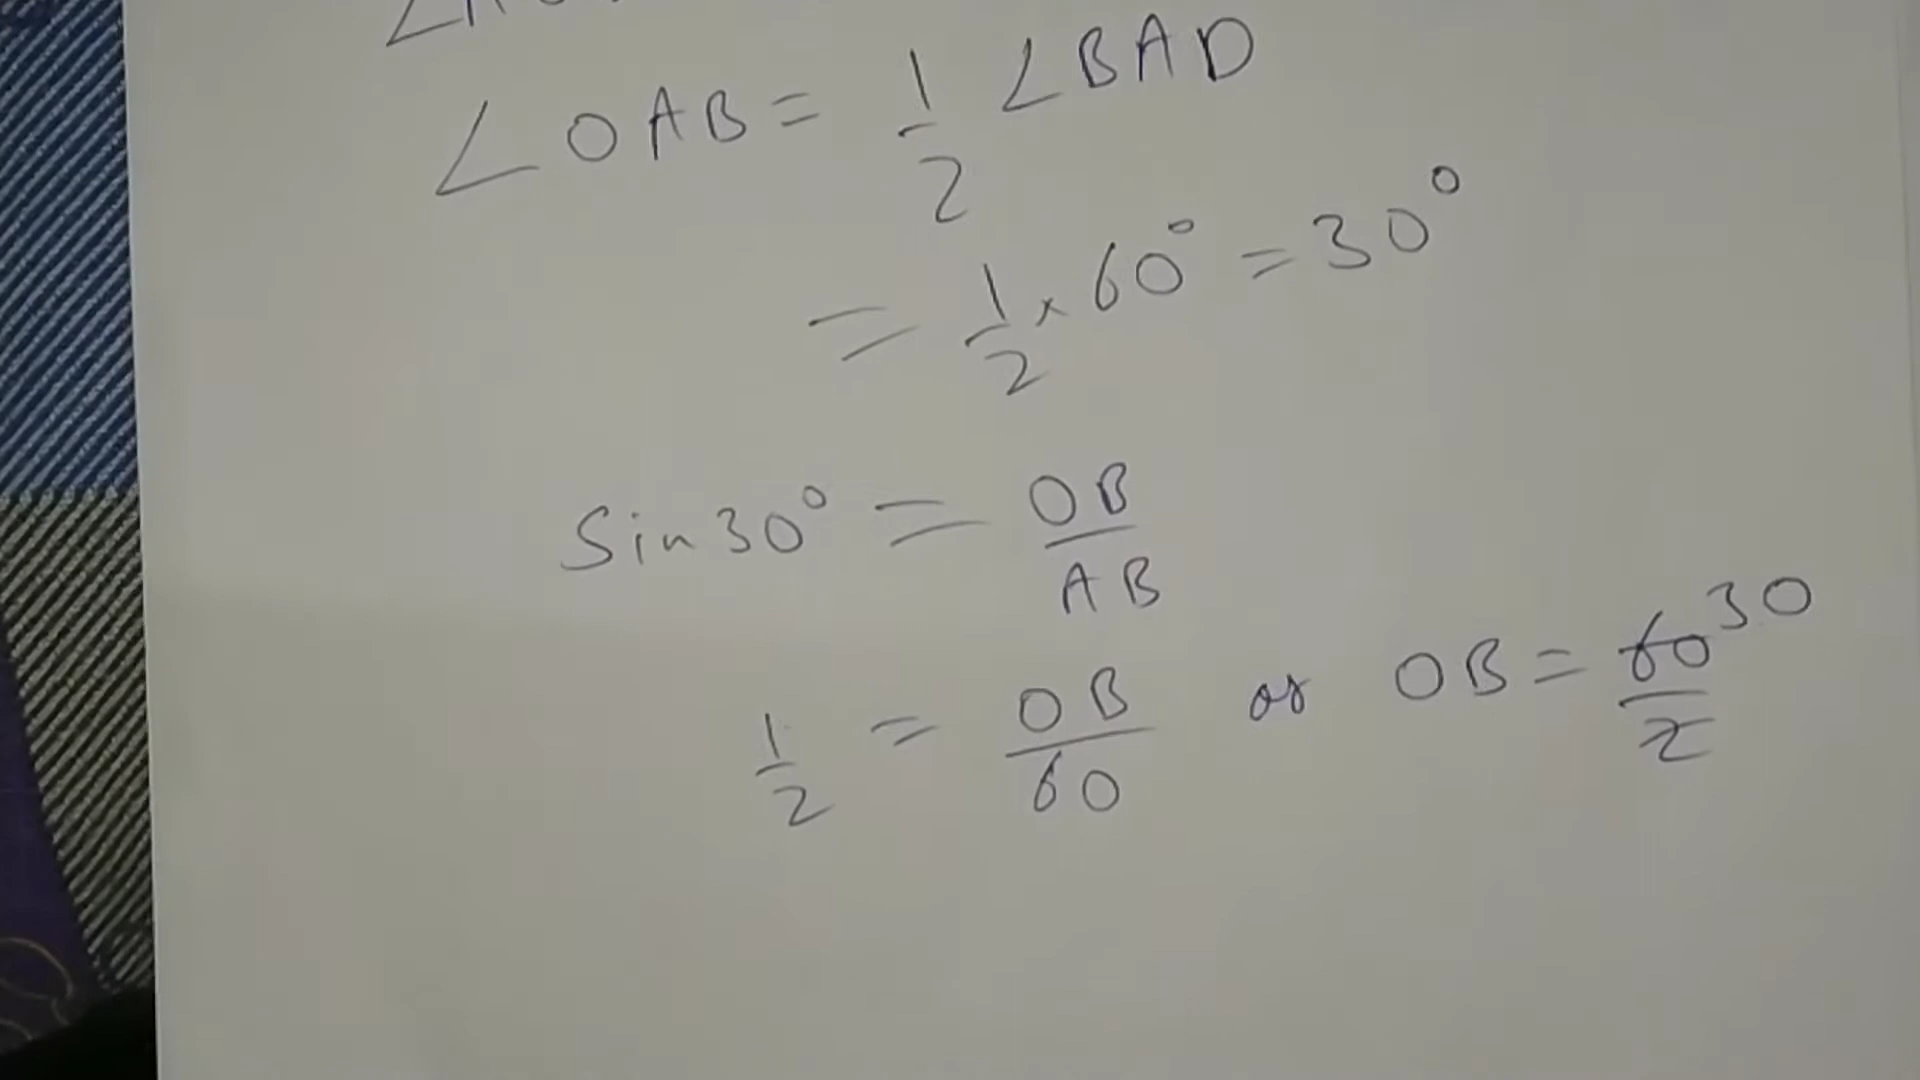 ∠OAB = 1/2 ∠BAD
= 1/2 × 60° = 30°
Sin 30° = OB/AB
1/2 = OB/60 or OB = 60/2 30